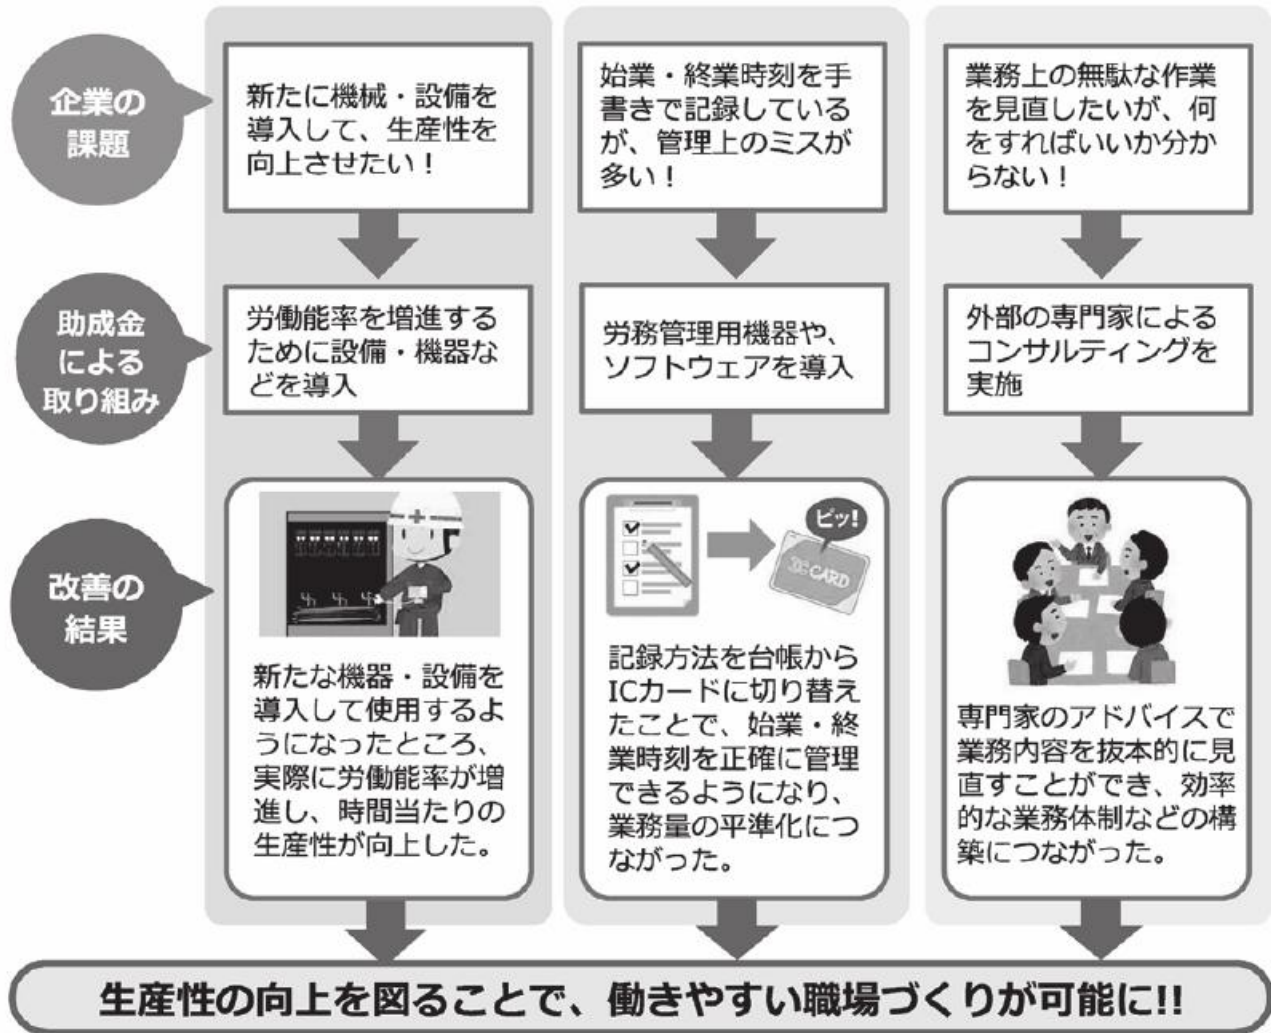 企業の
課題
新たに機械・設備を
導入して、生産性を
向上させたい！
始業・終業時刻を手
書きで記録している
が、管理上のミスが
多い！
業務上の無駄な作業
を見直したいが、何
をすればいいか分か
らない！
助成金
による
取り組み
労働能率を増進する
ために設備・機器な
どを導入
労務管理用機器や、
ソフトウェアを導入
外部の専門家による
コンサルティングを
実施
改善の
結果
新たな機器・設備を
導入して使用するよ
うになったところ、
実際に労働能率が増
進し、時間当たりの
生産性が向上した。
ピッ!
IC CARD
記録方法を台帳から
ICカードに切り替え
たことで、始業・終
業時刻を正確に管理
できるようになり、
業務量の平準化につ
ながった。
専門家のアドバイスで
業務内容を抜本的に見
直すことができ、効率
的な業務体制などの構
築につながった。
生産性の向上を図ることで、働きやすい職場づくりが可能に!!